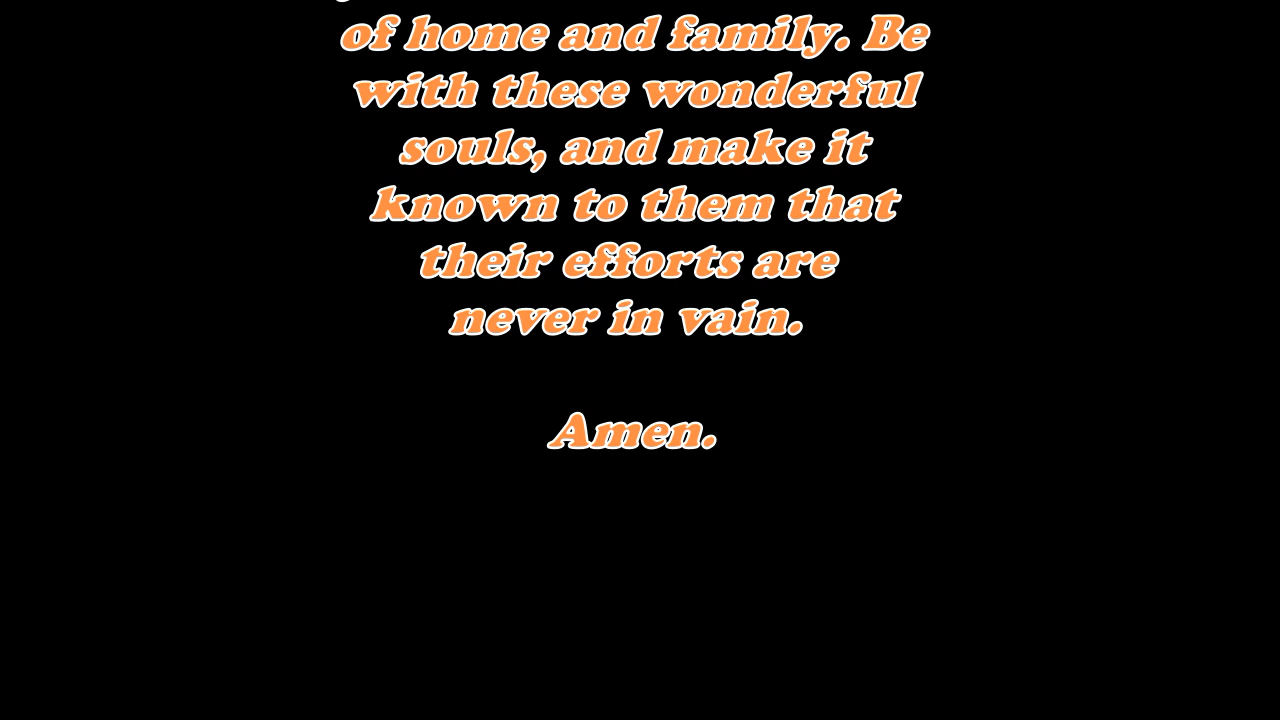 of home and family. Be
with these wonderful
souls, and make it
known to them that
their efforts are
never in vain.
Amen.